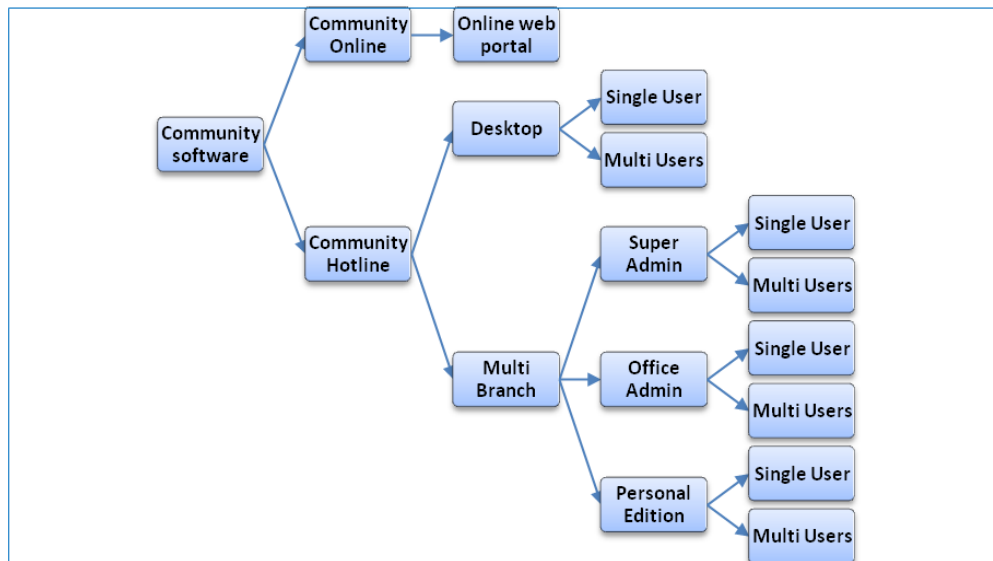 Community
Online
Online web
portal
Community
software
Desktop
Single User
Multi Users
Community
Hotline
Multi
Branch
Super
Admin
Single User
Multi Users
Office
Admin
Single User
Multi Users
Personal
Edition
Single User
Multi Users